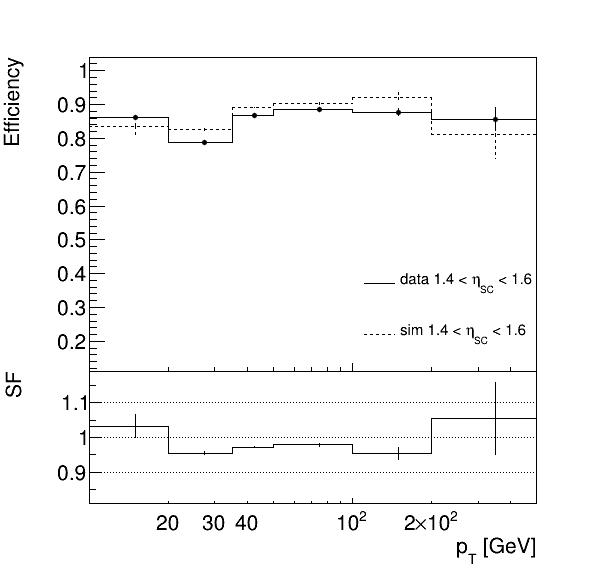 Efficiency
1
0.9
0.8
0.7
0.6
0.5
0.4
0.3
0.2
data 1.4 < η_SC < 1.6
sim 1.4 < η_SC < 1.6
SF
1.1
1
0.9
20 30 40 10² 2×10²
p_T [GeV]